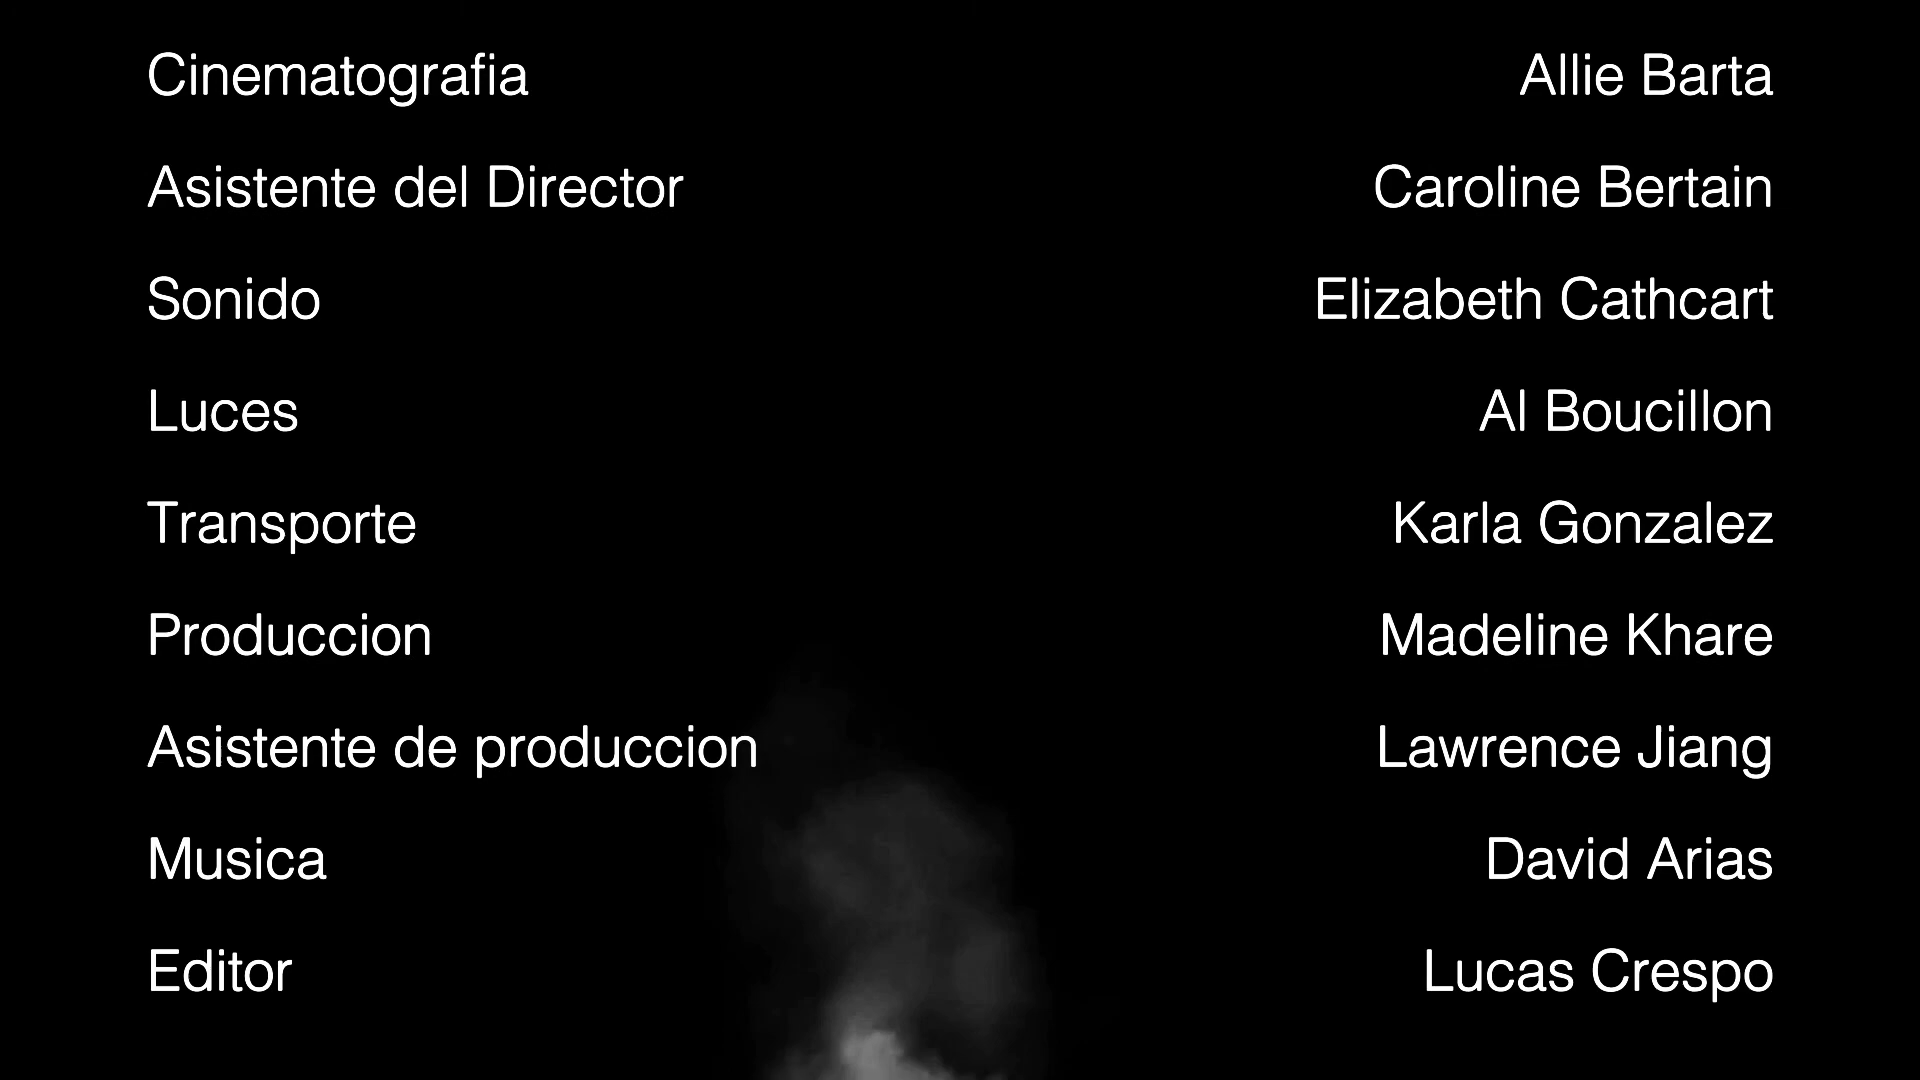 Cinematografia Allie Barta
Asistente del Director Caroline Bertain
Sonido Elizabeth Cathcart
Luces Al Boucillon
Transporte Karla Gonzalez
Produccion Madeline Khare
Asistente de produccion Lawrence Jiang
Musica David Arias
Editor Lucas Crespo